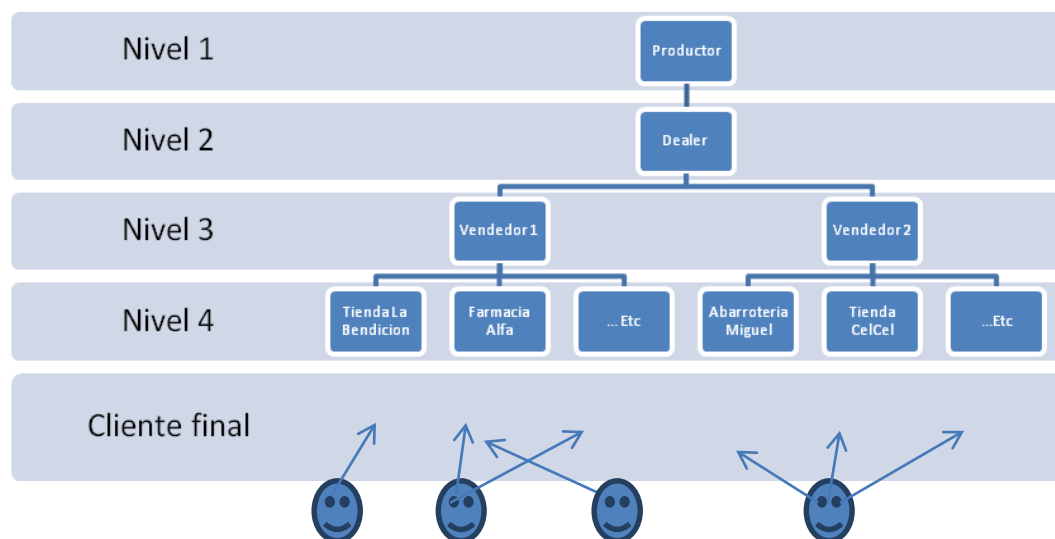 Nivel 1
Productor
Nivel 2
Dealer
Nivel 3
Vendedor1
Vendedor2
Nivel 4
Tienda La
Bendicion
Farmacia
Alfa
... Etc
Abarroteria
Miguel
Tienda
CelCel
...Etc
Cliente final